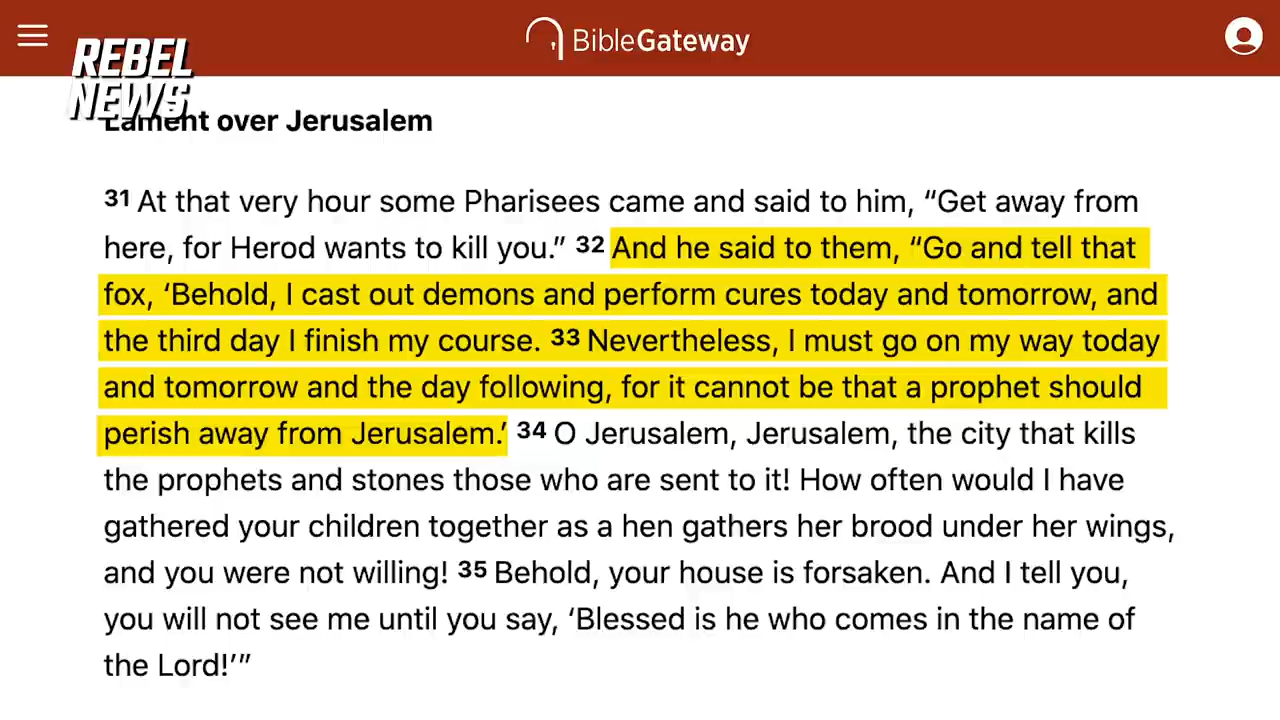 BibleGateway
REBEL
NEWS
Lament over Jerusalem
31 At that very hour some Pharisees came and said to him, “Get away from
here, for Herod wants to kill you.” 32 And he said to them, “Go and tell that
fox, ‘Behold, I cast out demons and perform cures today and tomorrow, and
the third day I finish my course. 33 Nevertheless, I must go on my way today
and tomorrow and the day following, for it cannot be that a prophet should
perish away from Jerusalem.’ 34 O Jerusalem, Jerusalem, the city that kills
the prophets and stones those who are sent to it! How often would I have
gathered your children together as a hen gathers her brood under her wings,
and you were not willing! 35 Behold, your house is forsaken. And I tell you,
you will not see me until you say, ‘Blessed is he who comes in the name of
the Lord!’”